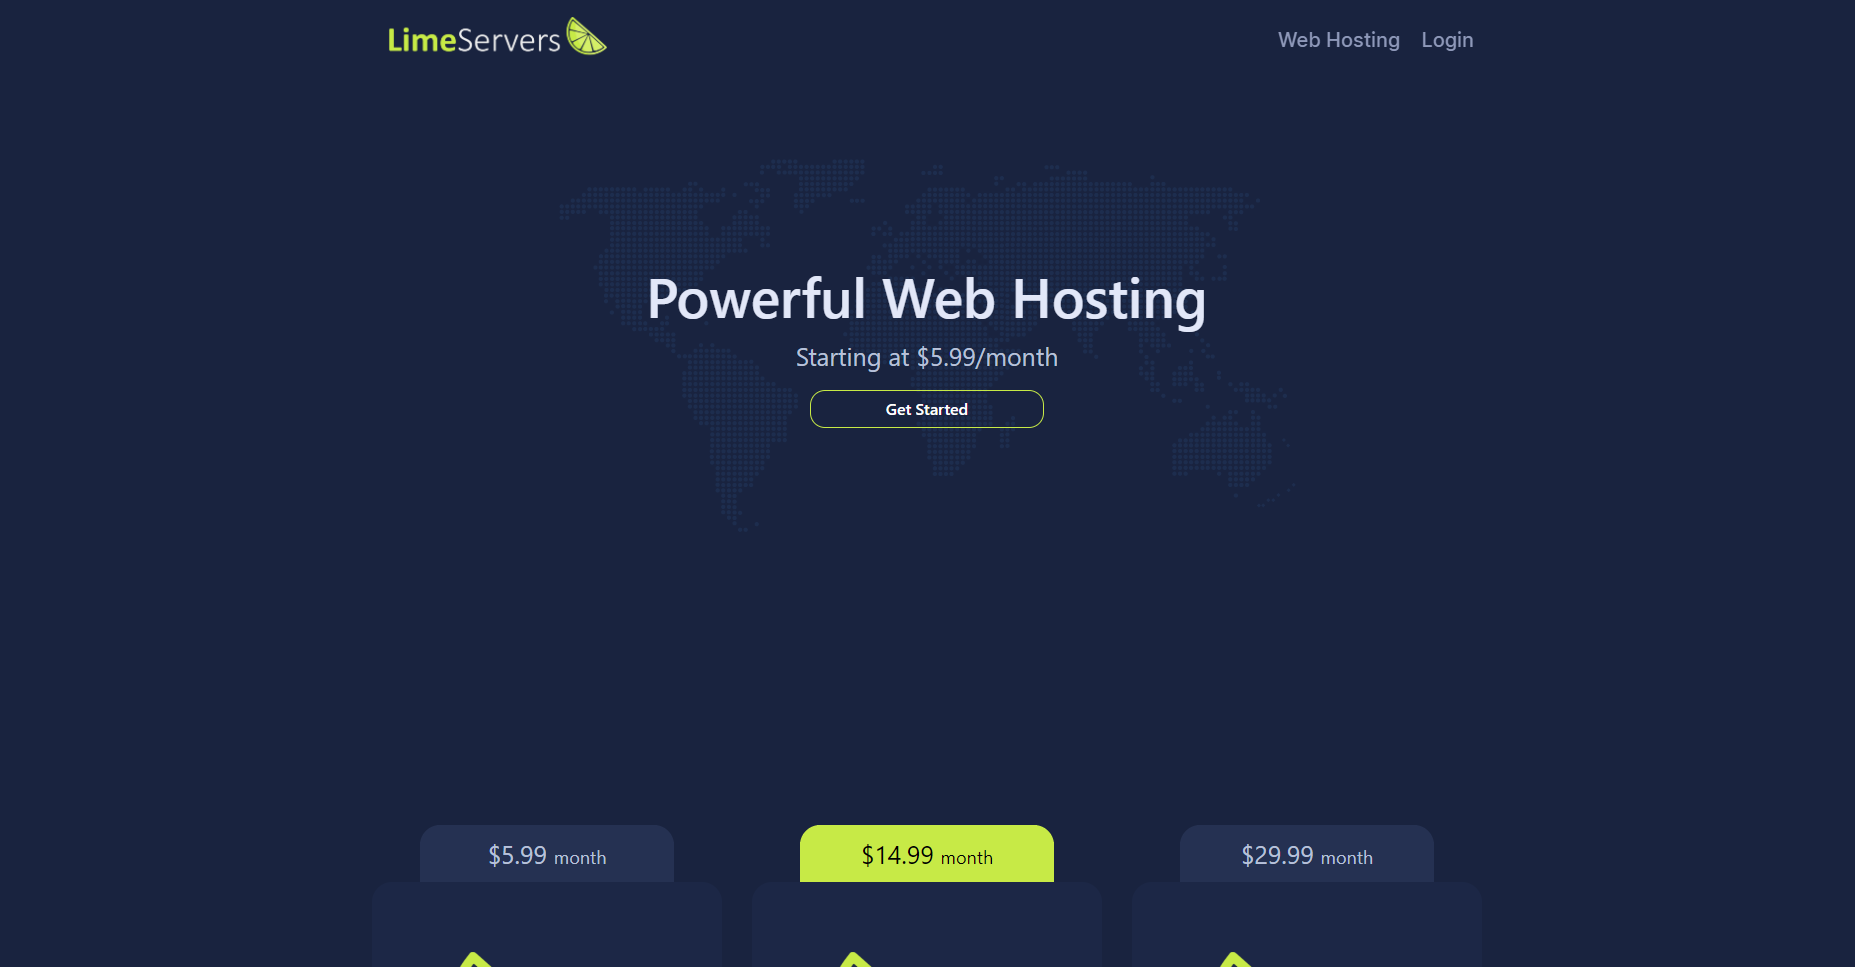 LimeServers
Web Hosting Login
Powerful Web Hosting
Starting at $5.99/month
Get Started
$5.99 month
$14.99 month
$29.99 month